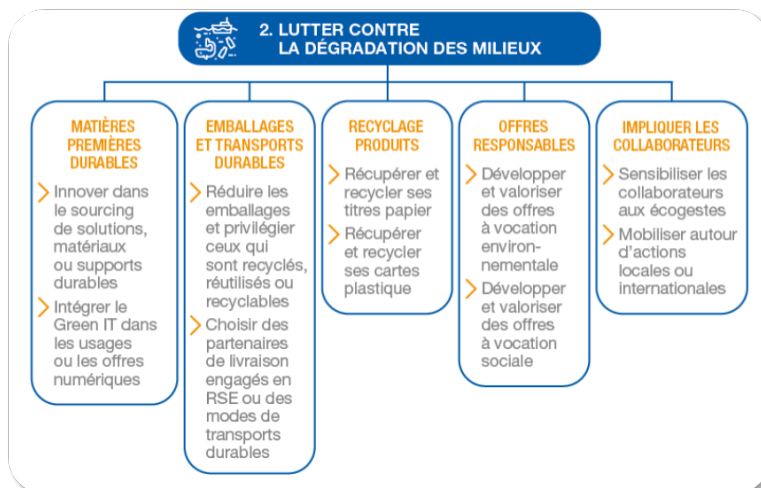 2. LUTTER CONTRE
LA DÉGRADATION DES MILIEUX
MATIÈRES
PREMIÈRES
DURABLES
Innover dans
le sourcing
de solutions,
matériaux
ou supports
durables
Intégrer le
Green IT dans
les usages
ou les offres
numériques
EMBALLAGES
ET TRANSPORTS
DURABLES
Réduire les
emballages
et privilégier
ceux qui
sont recyclés,
réutilisés ou
recyclables
Choisir des
partenaires
de livraison
engagés en
RSE ou des
modes de
transports
durables
RECYCLAGE
PRODUITS
Récupérer et
recycler ses
titres papier
Récupérer
et recycler
ses cartes
plastique
OFFRES
RESPONSABLES
Développer
et valoriser
des offres
à vocation
environ-
nementale
Développer
et valoriser
des offres
à vocation
sociale
IMPLIQUER LES
COLLABORATEURS
Sensibiliser les
collaborateurs
aux écogestes
Mobiliser autour
d'actions
locales ou
internationales